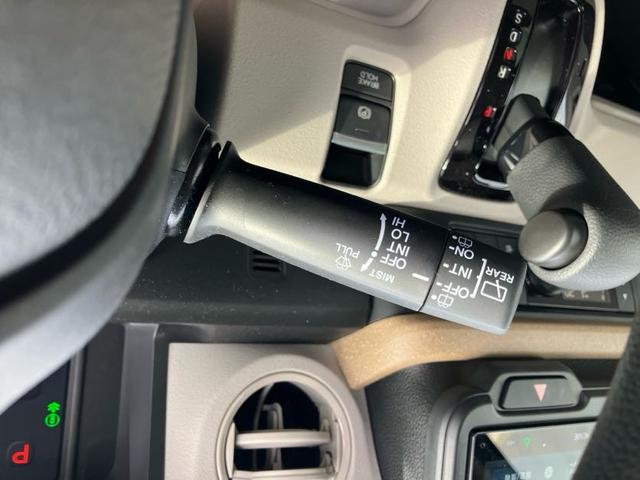 BRAKE
HOLD
P
S
D
N
R
P
HI
LO
INT
OFF
MIST
PULL
REAR
ON
INT
OFF
P